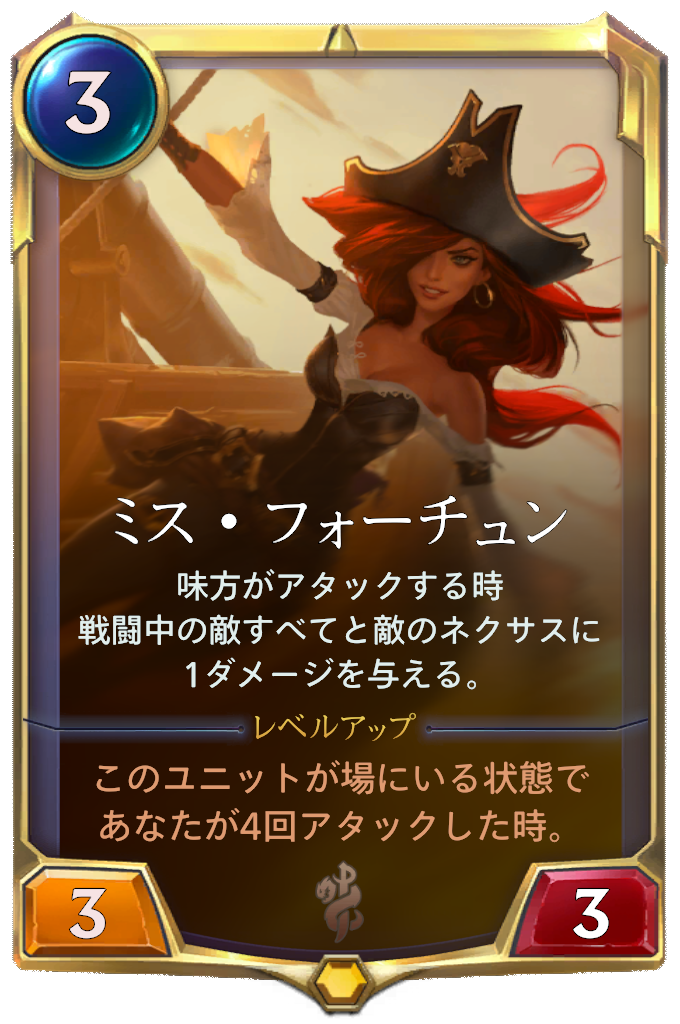 3
ミス・フォーチュン
味方がアタックする時
戦闘中の敵すべてと敵のネクサスに
1ダメージを与える。
レベルアップ
このユニットが場にいる状態で
あなたが4回アタックした時。
3
3